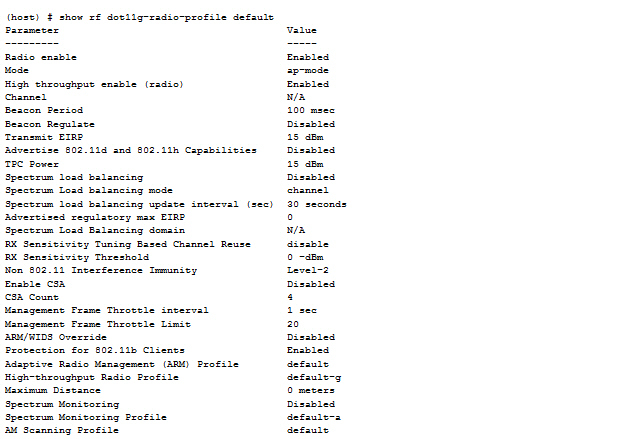 (host) # show rf dot11g-radio-profile default
Parameter Value
--------- -----
Radio enable Enabled
Mode ap-mode
High throughput enable (radio) Enabled
Channel N/A
Beacon Period 100 msec
Beacon Regulate Disabled
Transmit EIRP 15 dBm
Advertise 802.11d and 802.11h Capabilities Disabled
TPC Power 15 dBm
Spectrum load balancing Disabled
Spectrum Load balancing mode channel
Spectrum load balancing update interval (sec) 30 seconds
Advertised regulatory max EIRP 0
Spectrum Load Balancing domain N/A
RX Sensitivity Tuning Based Channel Reuse disable
RX Sensitivity Threshold 0 -dBm
Non 802.11 Interference Immunity Level-2
Enable CSA Disabled
CSA Count 4
Management Frame Throttle interval 1 sec
Management Frame Throttle Limit 20
ARM/WIDS Override Disabled
Protection for 802.11b Clients Enabled
Adaptive Radio Management (ARM) Profile default
High-throughput Radio Profile default-g
Maximum Distance 0 meters
Spectrum Monitoring Disabled
Spectrum Monitoring Profile default-a
AM Scanning Profile default